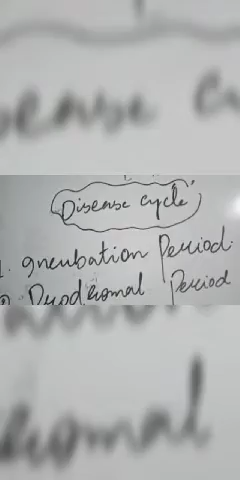 Disease cycle
1. Incubation Period.
2. Prodromal Period